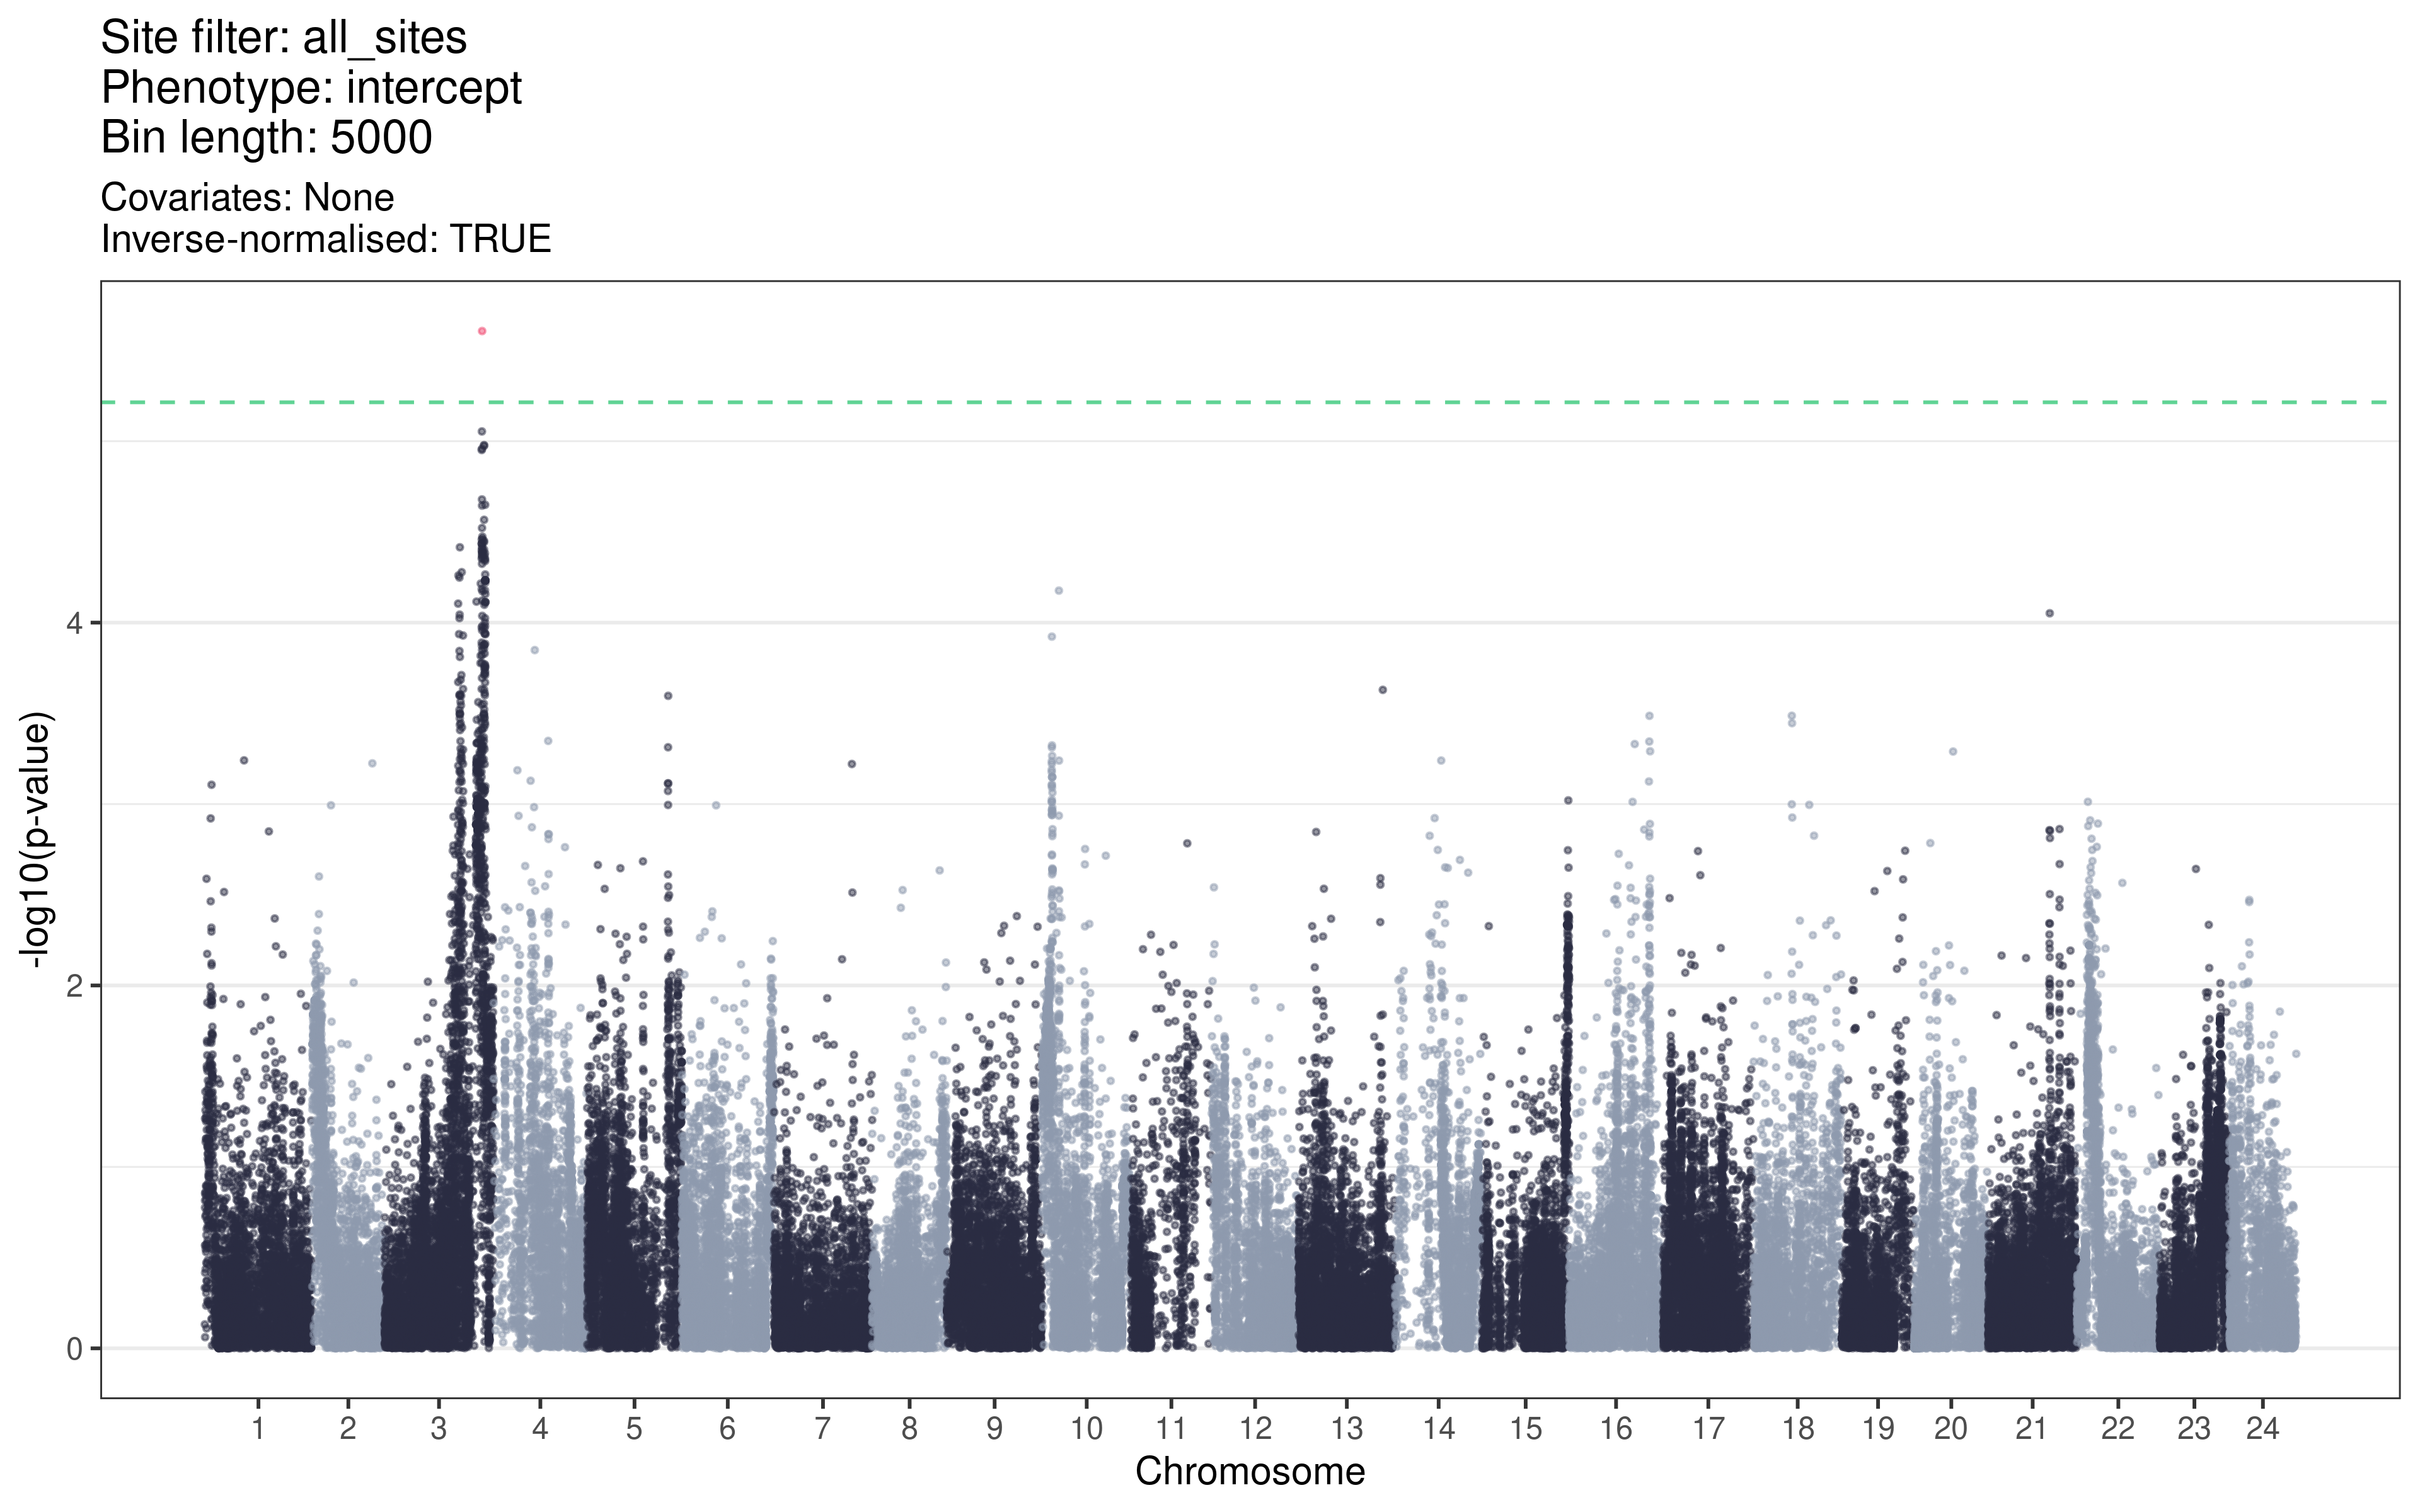 Site filter: all_sites
Phenotype: intercept
Bin length: 5000
Covariates: None
Inverse-normalised: TRUE
-log10(p-value)
4
2
0
1 2 3 4 5 6 7 8 9 10 11 12 13 14 15 16 17 18 19 20 21 22 23 24
Chromosome